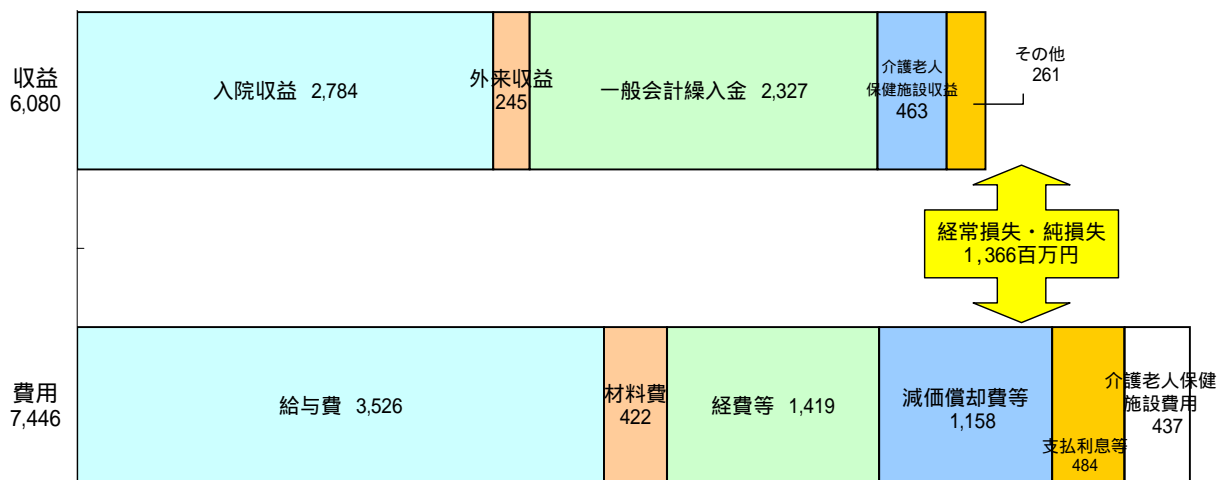 収益
6,080
入院収益 2,784
外来収益
245
一般会計繰入金 2,327
介護老人
保健施設収益
463
その他
261
経常損失・純損失
1,366百万円
費用
7,446
給与費 3,526
材料費
422
経費等 1,419
減価償却費等
1,158
支払利息等
484
介護老人保健
施設費用
437